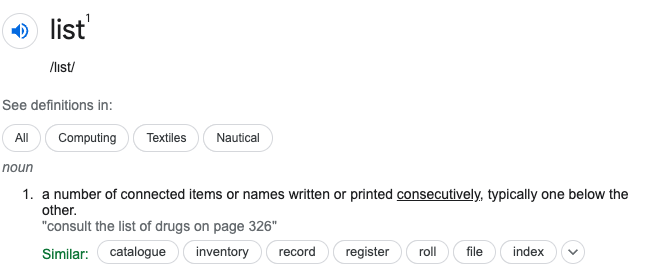 list1
/lɪst/
See definitions in:
All Computing Textiles Nautical
noun
1. a number of connected items or names written or printed consecutively, typically one below the
other.
"consult the list of drugs on page 326"
Similar: catalogue inventory record register roll file index